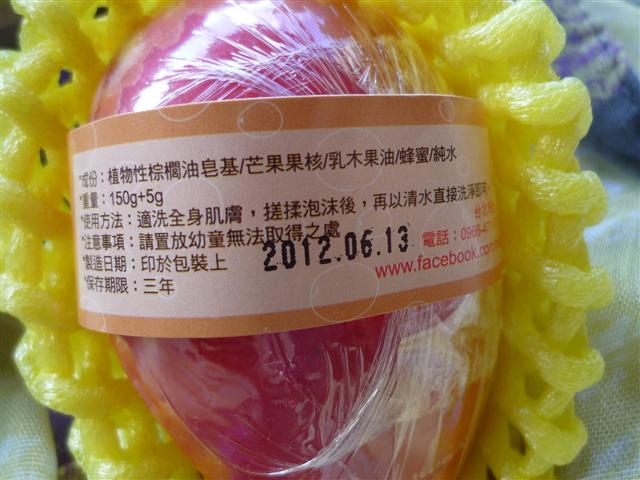 *成份：植物性棕櫚油皂基/芒果果核/乳木果油/蜂蜜/純水
*重量：150g+5g
*使用方法：適洗全身肌膚，搓揉泡沫後，再以清水直接洗淨即可。
*注意事項：請置放幼童無法取得之處
*製造日期：印於包裝上
*保存期限：三年
2012.06.13
台北
電話：0966-47
www.facebook.com